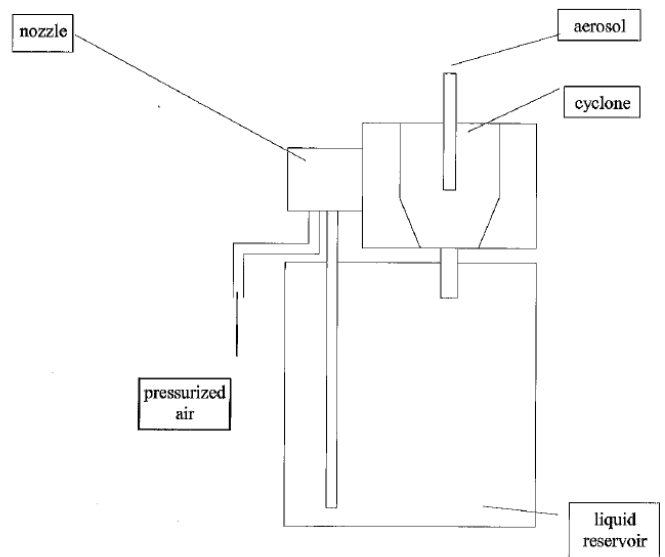 aerosol
nozzle
cyclone
pressurized
air
liquid
reservoir